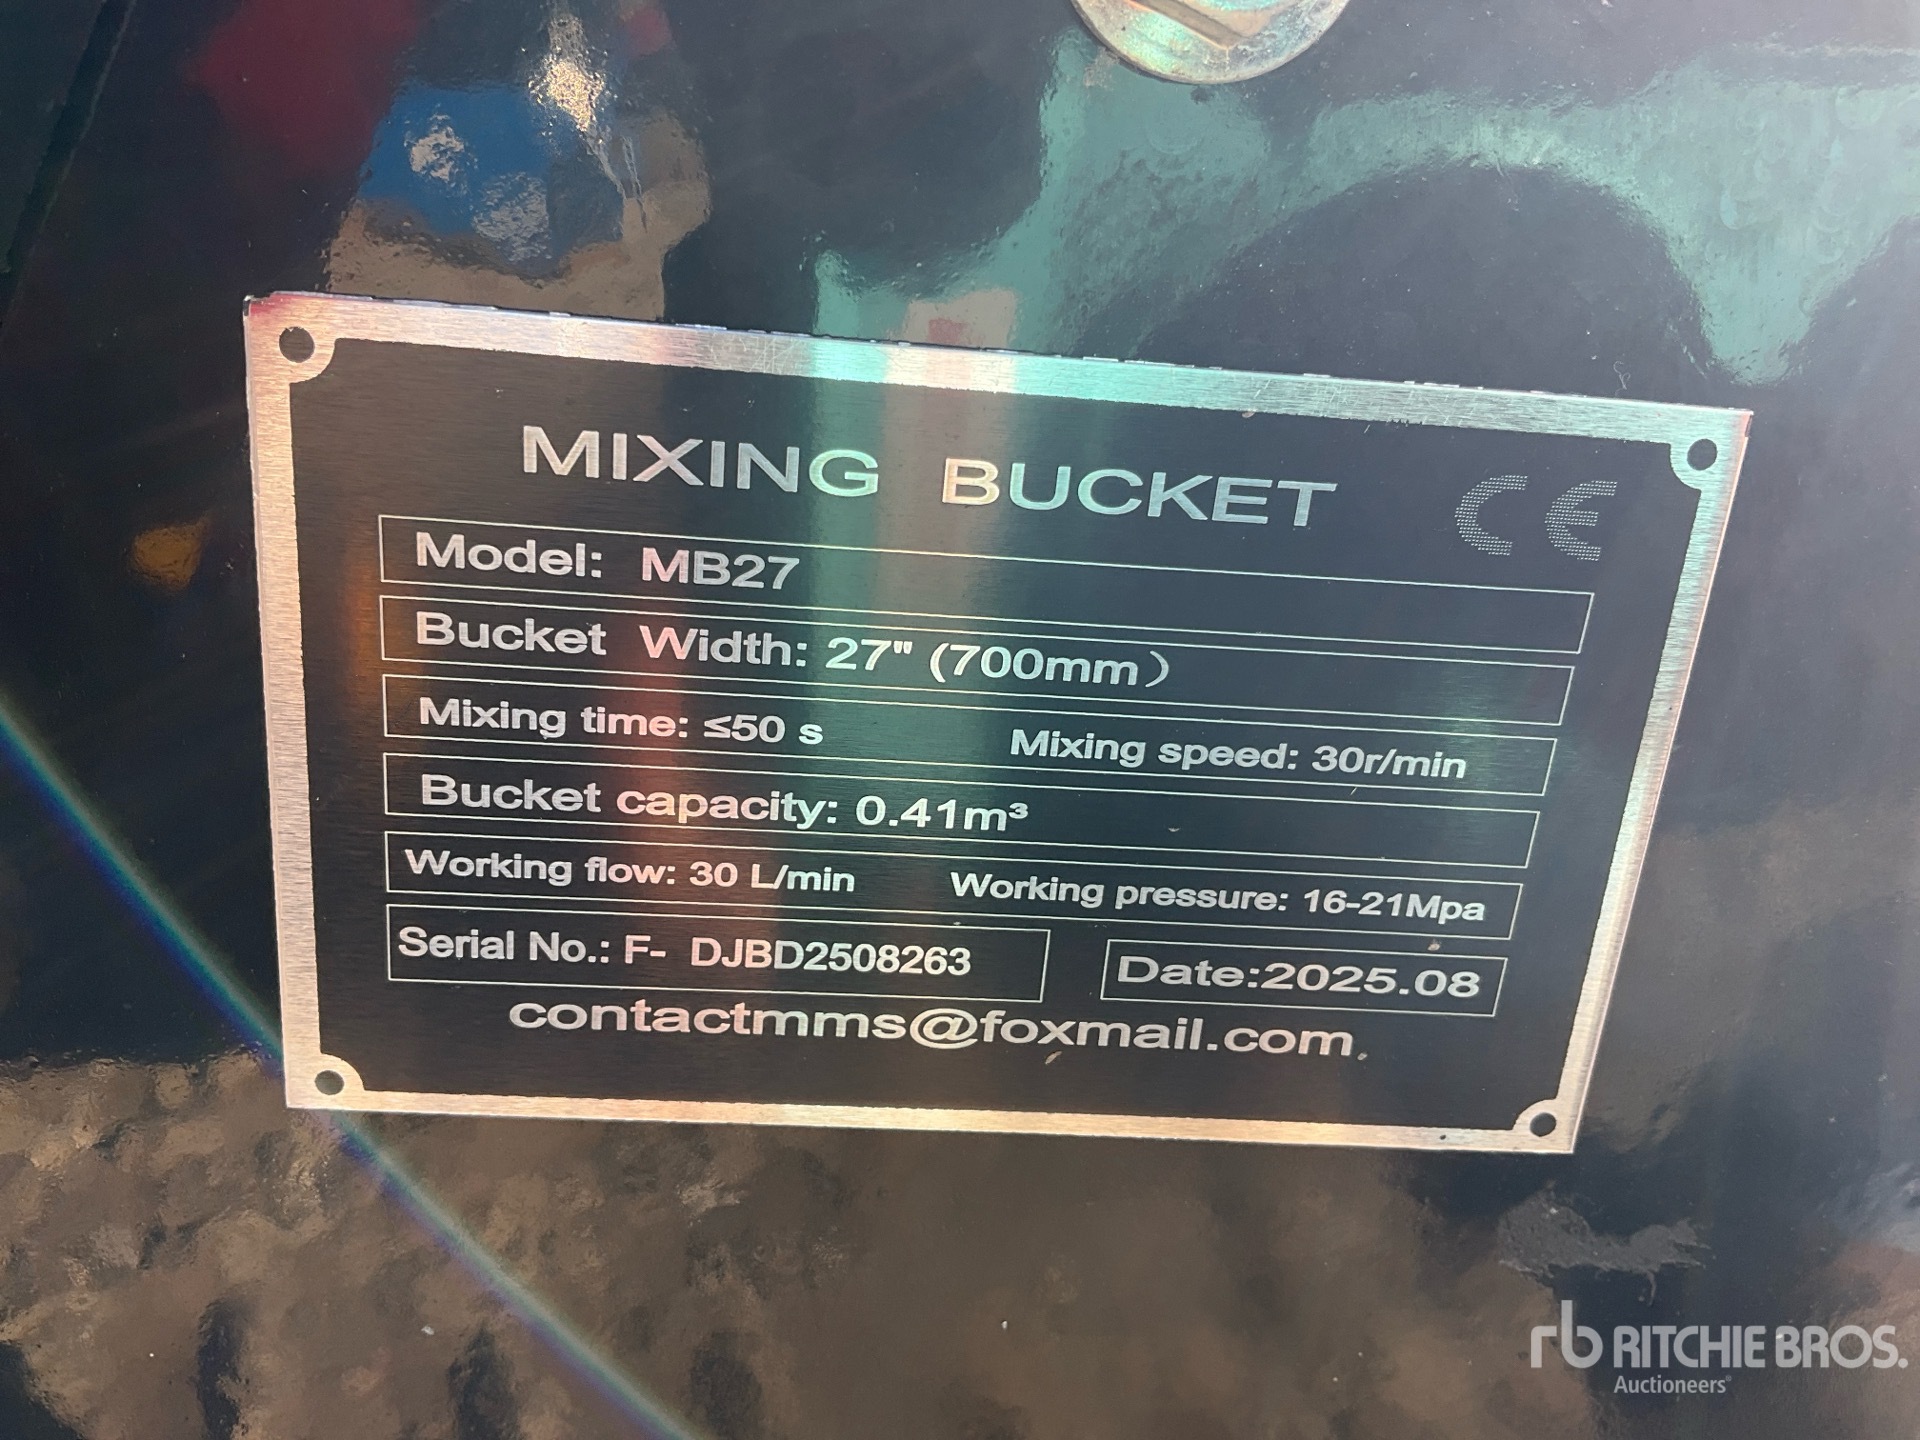 MIXING BUCKET CE
Model: MB27
Bucket Width: 27" (700mm）
Mixing time: ≤50 s Mixing speed: 30r/min
Bucket capacity: 0.41m³
Working flow: 30 L/min Working pressure: 16-21Mpa
Serial No.: F- DJBD2508263 Date:2025.08
contactmms@foxmail.com
rb RITCHIE BROS.
Auctioneers®